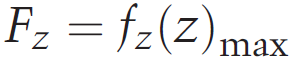 F_z = f_z(z)_max